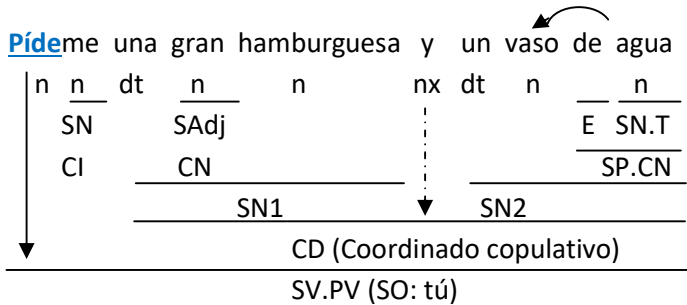 Pídeme una gran hamburguesa y un vaso de agua
n n dt n n nx dt n n
SN SAdj E SN.T
CI CN SP.CN
SN1 SN2
CD (Coordinado copulativo)
SV.PV (SO: tú)